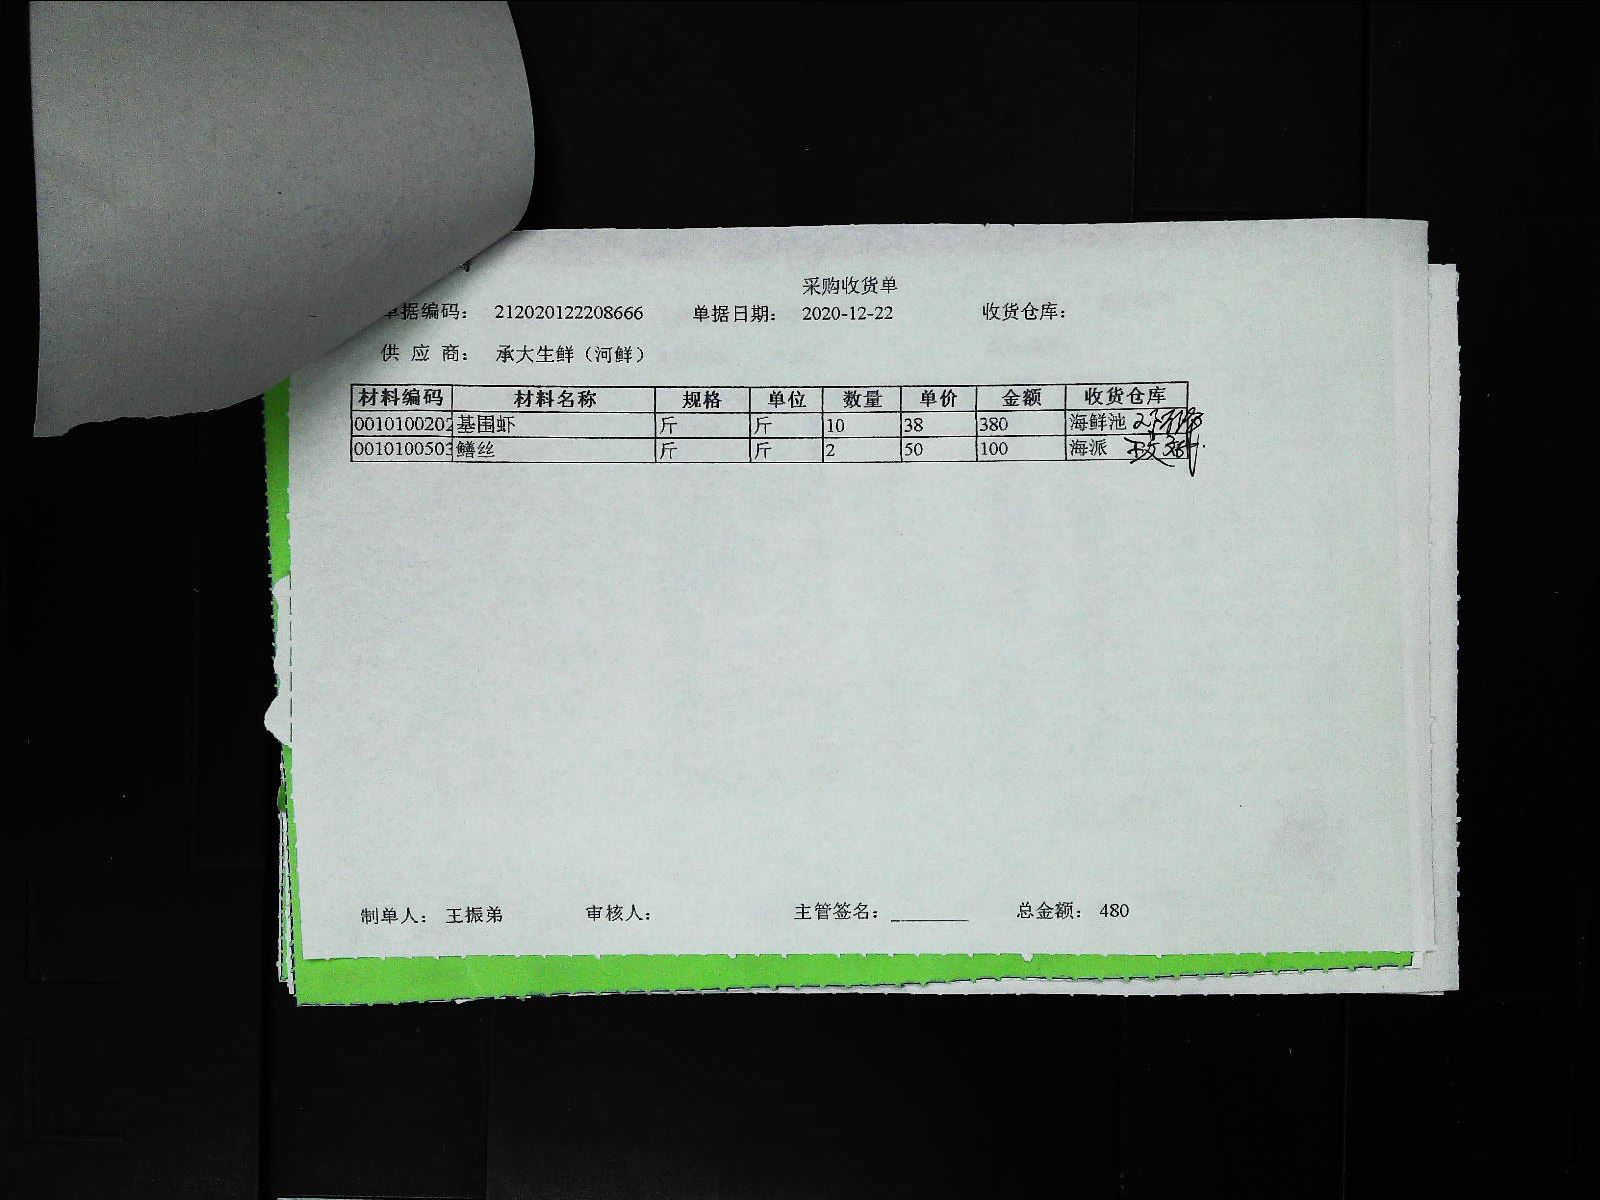 采购收货单
单据编码： 212020122208666 单据日期： 2020-12-22 收货仓库：
供 应 商： 承大生鲜（河鲜）
材料编码 材料名称 规格 单位 数量 单价 金额 收货仓库
0010100202 基围虾 斤 斤 10 38 380 海鲜池
0010100503 鳝丝 斤 斤 2 50 100 海派
制单人： 王振弟 审核人： 主管签名：________ 总金额： 480